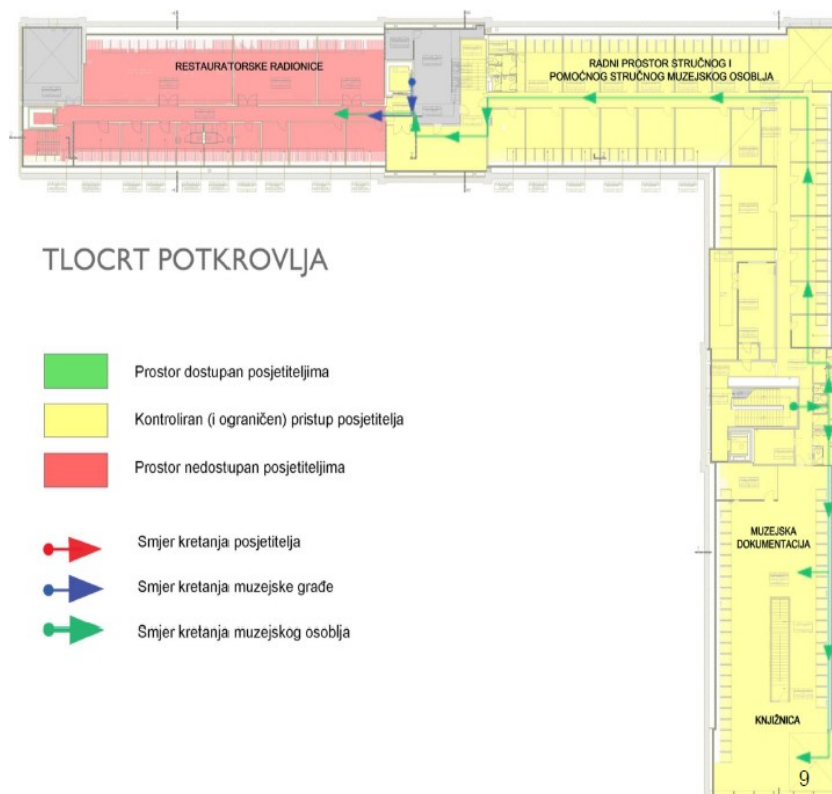 RESTAURATORSKE RADIONICE
RADNI PROSTOR STRUČNOG I
POMOĆNOG STRUČNOG MUZEJSKOG OSOBLJA
TLOCRT POTKROVLJA
Prostor dostupan posjetiteljima
Kontroliran (i ograničen) pristup posjetitelja
Prostor nedostupan posjetiteljima
Smjer kretanja posjetitelja
Smjer kretanja muzejske građe
Smjer kretanja muzejskog osoblja
MUZEJSKA
DOKUMENTACIJA
KNJIŽNICA
9